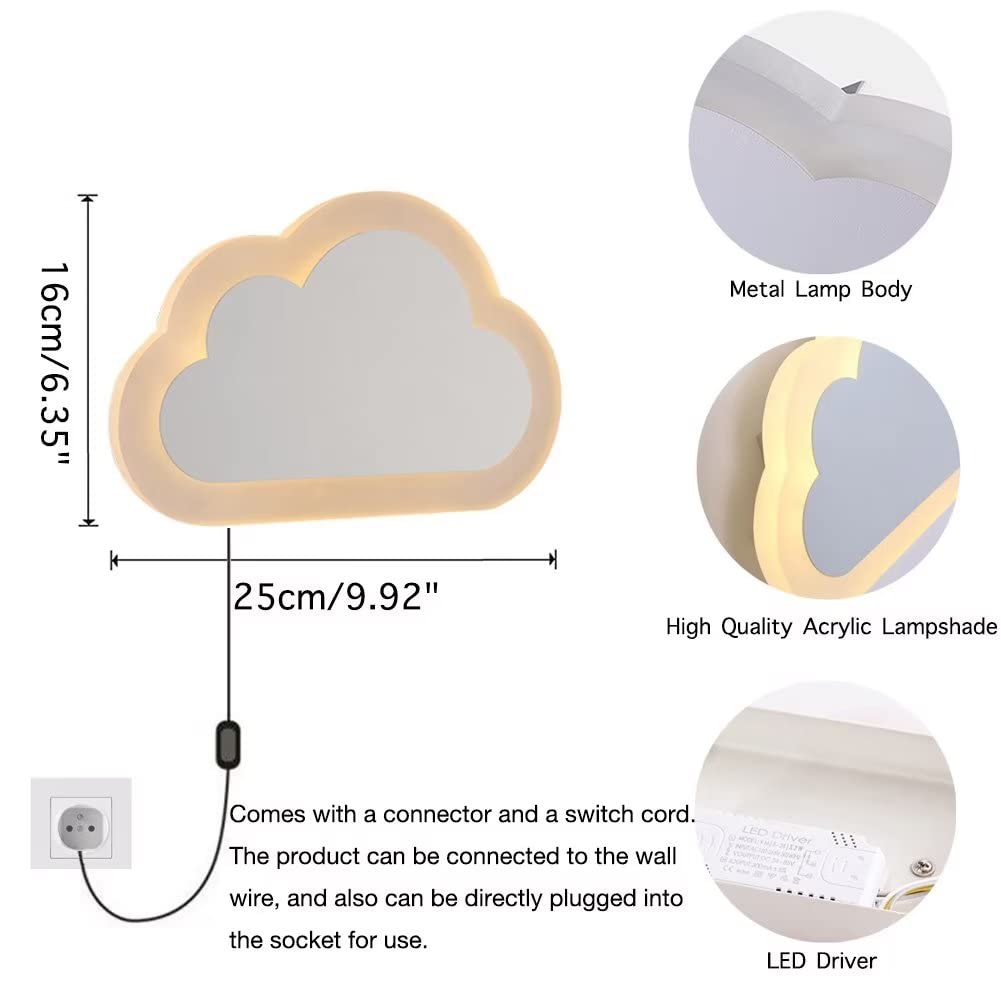 16cm/6.35"
25cm/9.92"
Metal Lamp Body
High Quality Acrylic Lampshade
LED Driver
LED Driver
Comes with a connector and a switch cord.
The product can be connected to the wall
wire, and also can be directly plugged into
the socket for use.